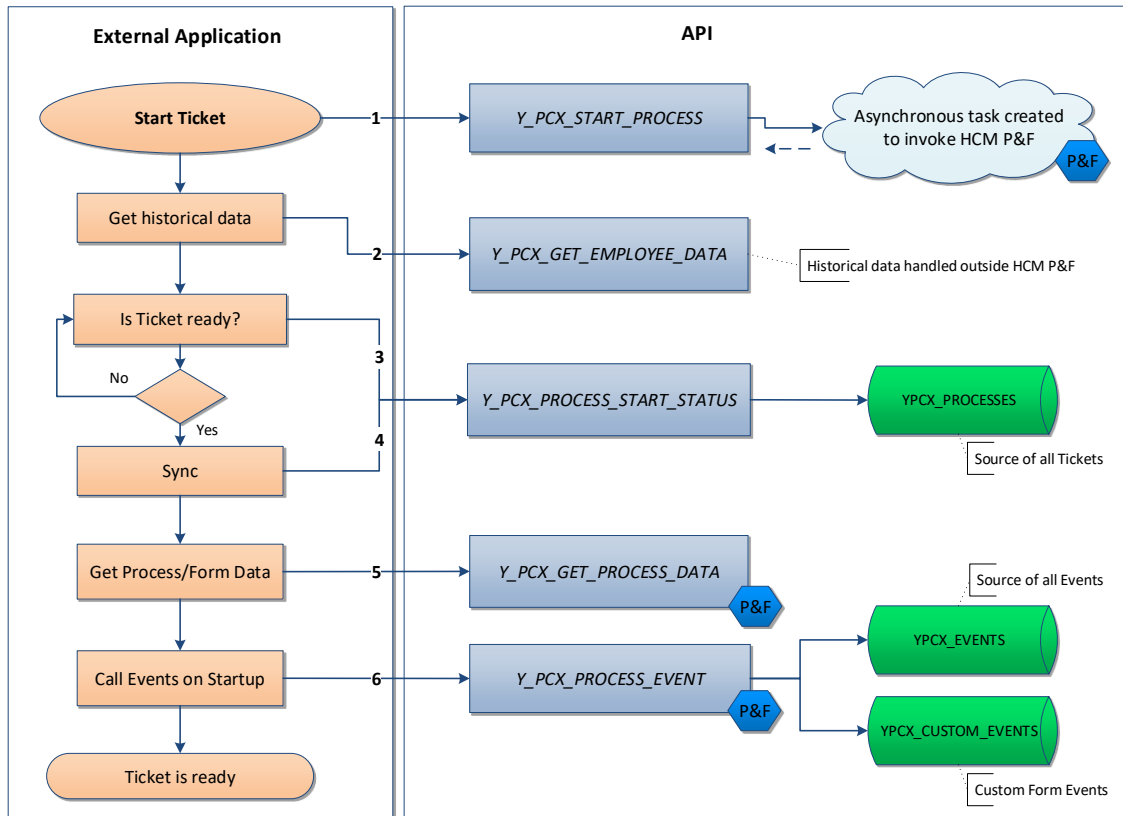 External Application
API
Start Ticket
1
Y_PCX_START_PROCESS
Asynchronous task created
to invoke HCM P&F
P&F
Get historical data
2
Y_PCX_GET_EMPLOYEE_DATA
Historical data handled outside HCM P&F
Is Ticket ready?
3
No
Yes
4
Y_PCX_PROCESS_START_STATUS
YPCX_PROCESSES
Source of all Tickets
Sync
Get Process/Form Data
5
Y_PCX_GET_PROCESS_DATA
P&F
Source of all Events
YPCX_EVENTS
Call Events on Startup
6
Y_PCX_PROCESS_EVENT
P&F
YPCX_CUSTOM_EVENTS
Custom Form Events
Ticket is ready